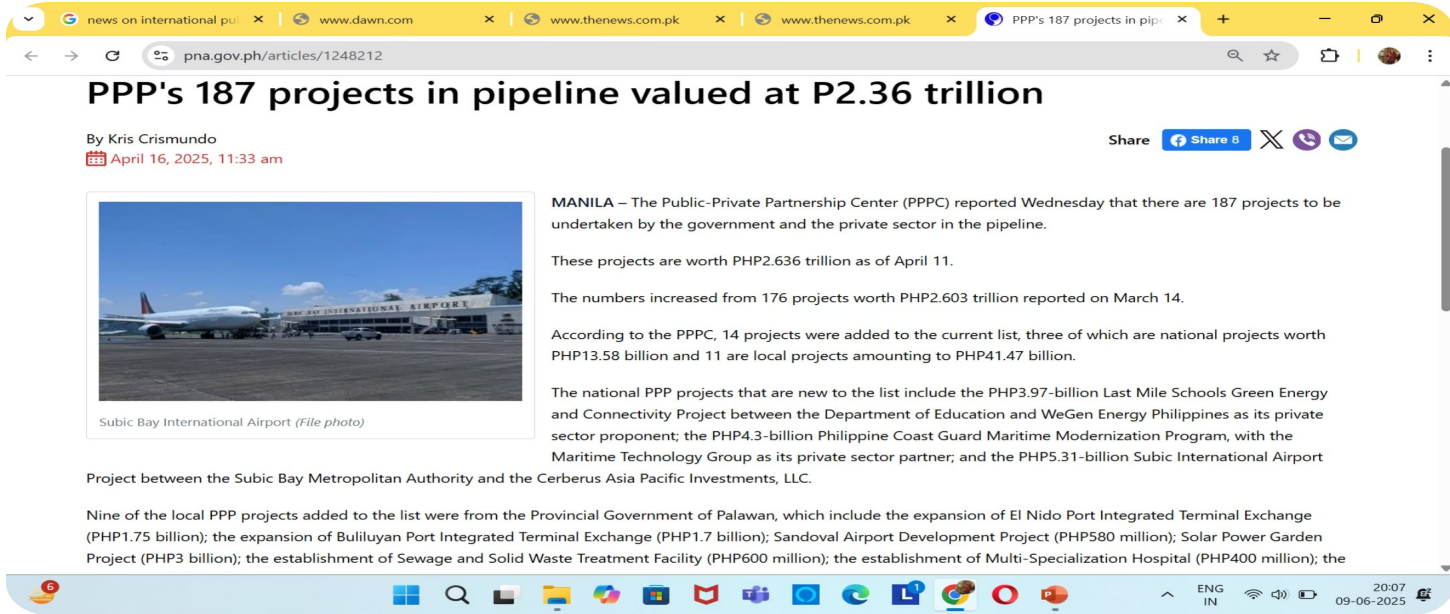 news on international pu
www.dawn.com
www.thenews.com.pk
www.thenews.com.pk
PPP's 187 projects in pip
pna.gov.ph/articles/1248212
PPP's 187 projects in pipeline valued at P2.36 trillion
By Kris Crismundo
April 16, 2025, 11:33 am
Share
Share 8
SUBIC BAY INTERNATIONAL AIRPORT
Subic Bay International Airport (File photo)
MANILA – The Public-Private Partnership Center (PPPC) reported Wednesday that there are 187 projects to be
undertaken by the government and the private sector in the pipeline.
These projects are worth PHP2.636 trillion as of April 11.
The numbers increased from 176 projects worth PHP2.603 trillion reported on March 14.
According to the PPPC, 14 projects were added to the current list, three of which are national projects worth
PHP13.58 billion and 11 are local projects amounting to PHP41.47 billion.
The national PPP projects that are new to the list include the PHP3.97-billion Last Mile Schools Green Energy
and Connectivity Project between the Department of Education and WeGen Energy Philippines as its private
sector proponent; the PHP4.3-billion Philippine Coast Guard Maritime Modernization Program, with the
Maritime Technology Group as its private sector partner; and the PHP5.31-billion Subic International Airport
Project between the Subic Bay Metropolitan Authority and the Cerberus Asia Pacific Investments, LLC.
Nine of the local PPP projects added to the list were from the Provincial Government of Palawan, which include the expansion of El Nido Port Integrated Terminal Exchange
(PHP1.75 billion); the expansion of Buliluyan Port Integrated Terminal Exchange (PHP1.7 billion); Sandoval Airport Development Project (PHP580 million); Solar Power Garden
Project (PHP3 billion); the establishment of Sewage and Solid Waste Treatment Facility (PHP600 million); the establishment of Multi-Specialization Hospital (PHP400 million); the
6
L
1
P
ENG
IN
20:07
09-06-2025